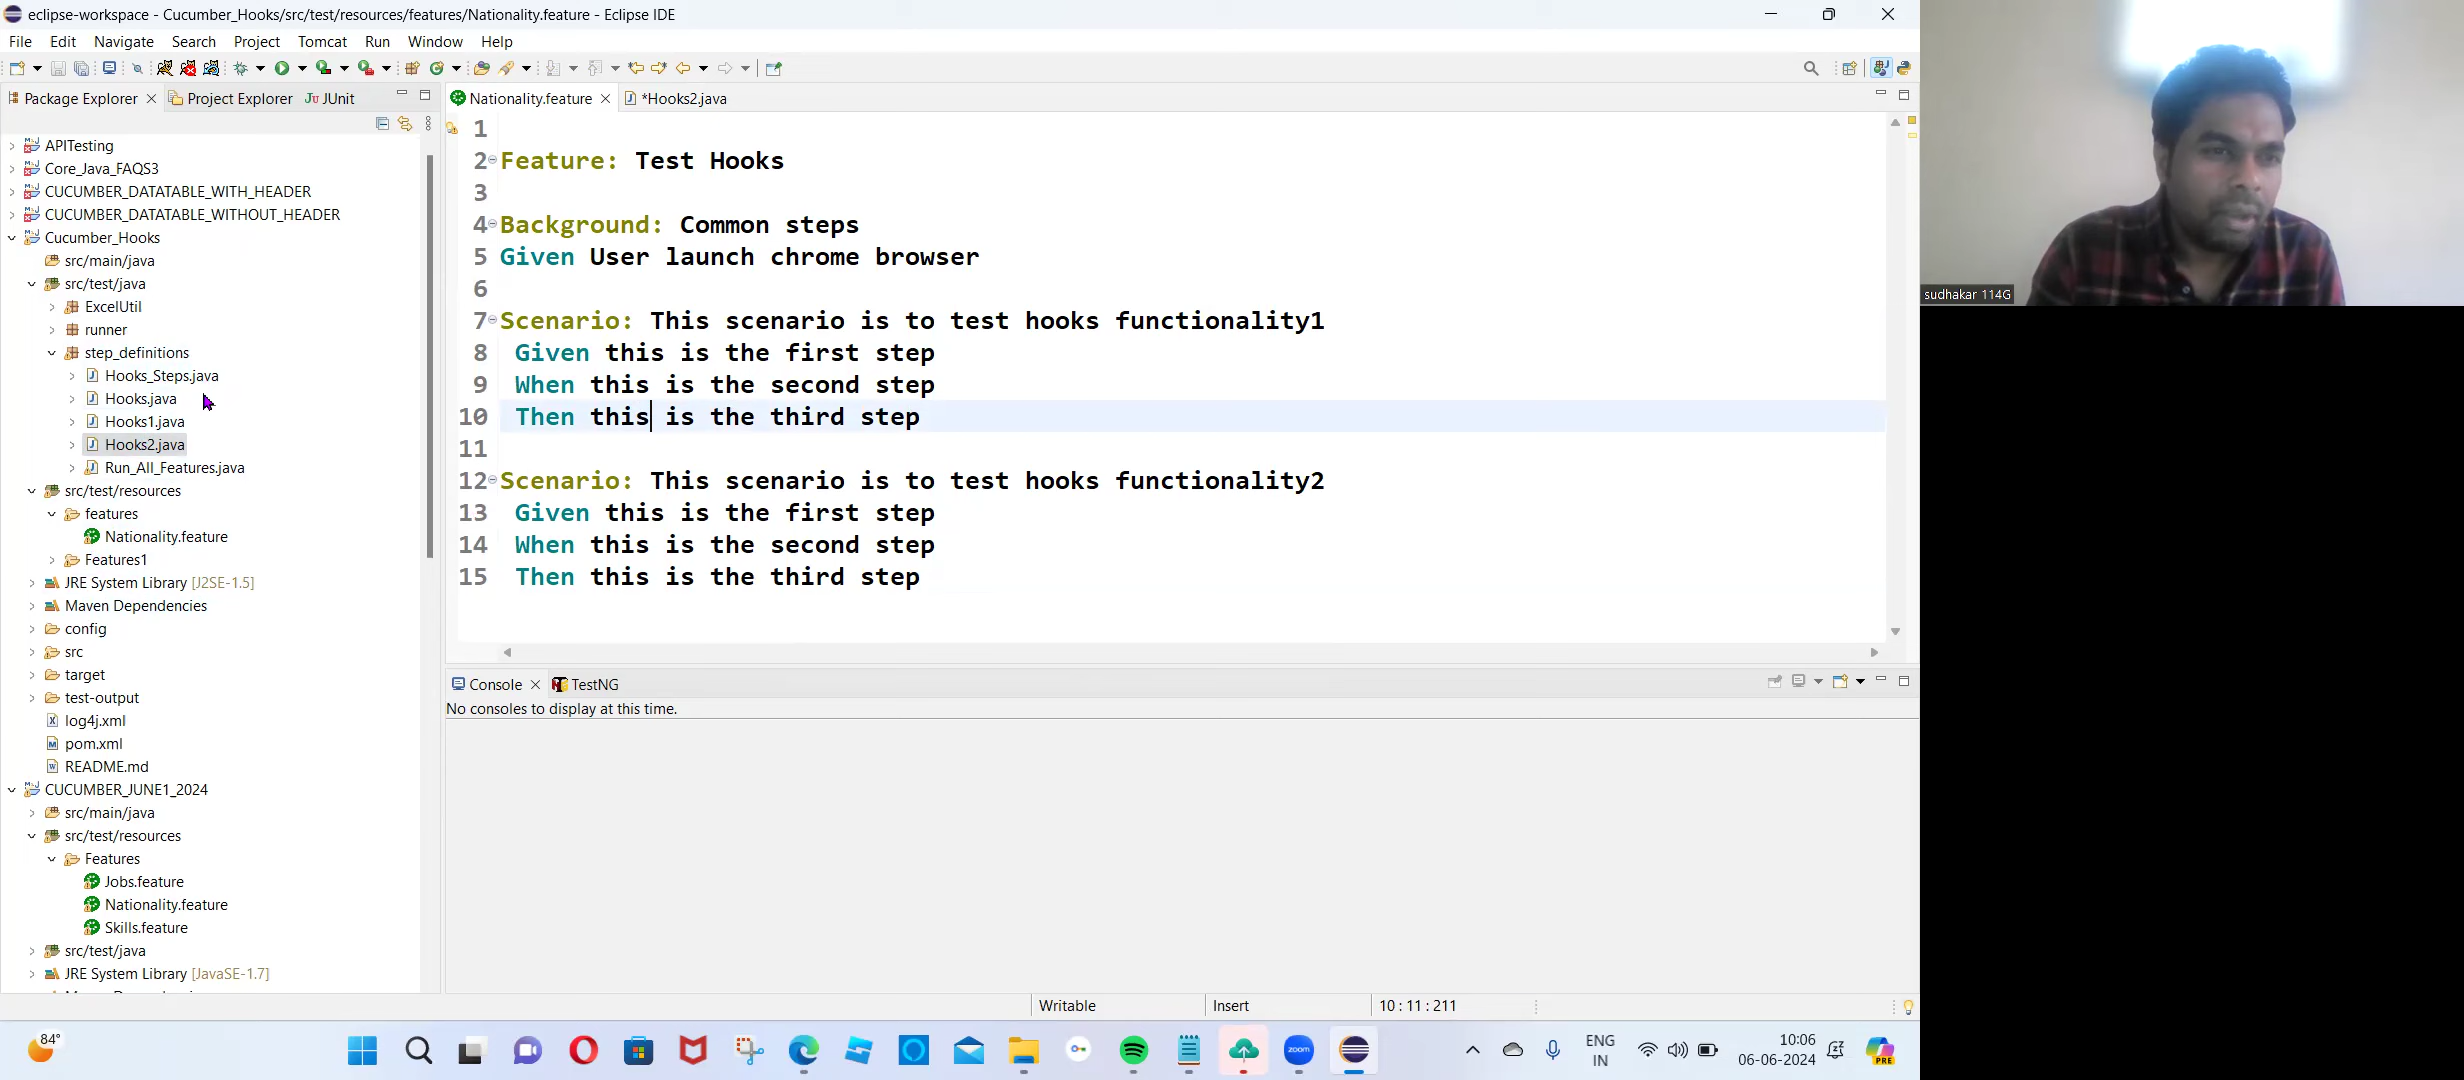 eclipse-workspace - Cucumber_Hooks/src/test/resources/features/Nationality.feature - Eclipse IDE
File Edit Navigate Search Project Tomcat Run Window Help
Package Explorer Project Explorer JUnit
Nationality.feature *Hooks2.java
APITesting
Core_Java_FAQS3
CUCUMBER_DATATABLE_WITH_HEADER
CUCUMBER_DATATABLE_WITHOUT_HEADER
Cucumber_Hooks
src/main/java
src/test/java
ExcelUtil
runner
step_definitions
Hooks_Steps.java
Hooks.java
Hooks1.java
Hooks2.java
Run_All_Features.java
src/test/resources
features
Nationality.feature
Features1
JRE System Library [J2SE-1.5]
Maven Dependencies
config
src
target
test-output
log4j.xml
pom.xml
README.md
CUCUMBER_JUNE1_2024
src/main/java
src/test/resources
Features
Jobs.feature
Nationality.feature
Skills.feature
src/test/java
JRE System Library [JavaSE-1.7]
1
2 Feature: Test Hooks
3
4 Background: Common steps
5 Given User launch chrome browser
6
7 Scenario: This scenario is to test hooks functionality1
8 Given this is the first step
9 When this is the second step
10 Then this is the third step
11
12 Scenario: This scenario is to test hooks functionality2
13 Given this is the first step
14 When this is the second step
15 Then this is the third step
Console TestNG
No consoles to display at this time.
Writable Insert 10 : 11 : 211
sudhakar 114G
84°
zoom
ENG
IN
10:06
06-06-2024
PRE